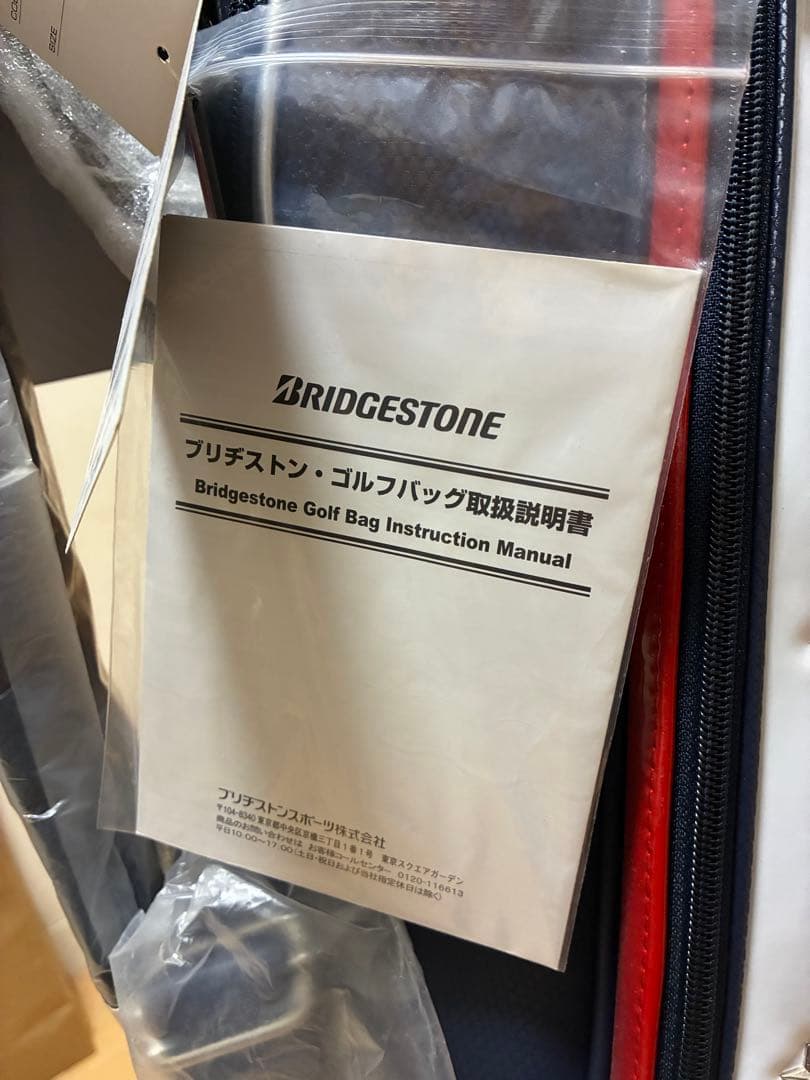 CO
SIZE
BRIDGESTONE
ブリヂストン・ゴルフバッグ取扱説明書
Bridgestone Golf Bag Instruction Manual
ブリヂストンスポーツ株式会社
〒104-8340 東京都中央区京橋三丁目1番1号 東京スクエアガーデン
商品のお問い合わせは お客様コールセンター 0120-116613
平日10:00〜17:00(土日・祝日および当社指定休日は除く)